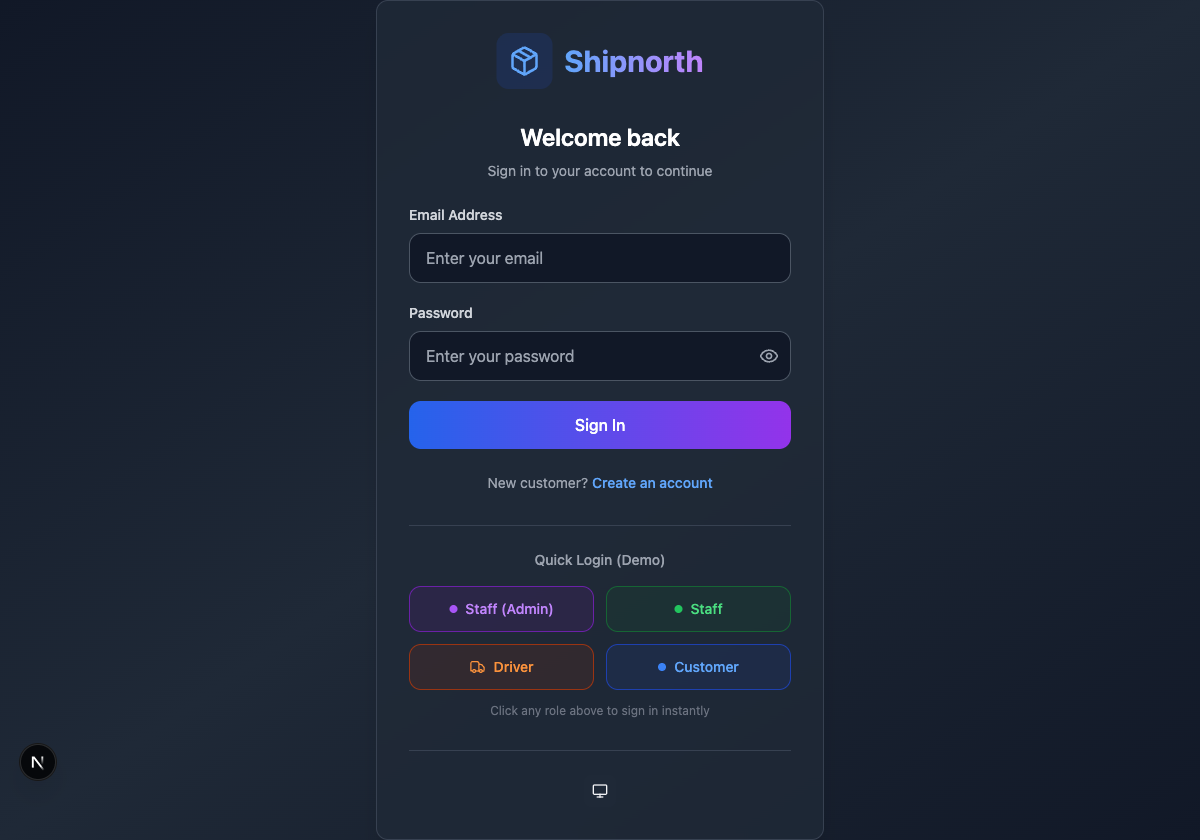 Shipnorth
Welcome back
Sign in to your account to continue
Email Address
Enter your email
Password
Enter your password
Sign In
New customer? Create an account
Quick Login (Demo)
Staff (Admin)
Staff
Driver
Customer
Click any role above to sign in instantly
N